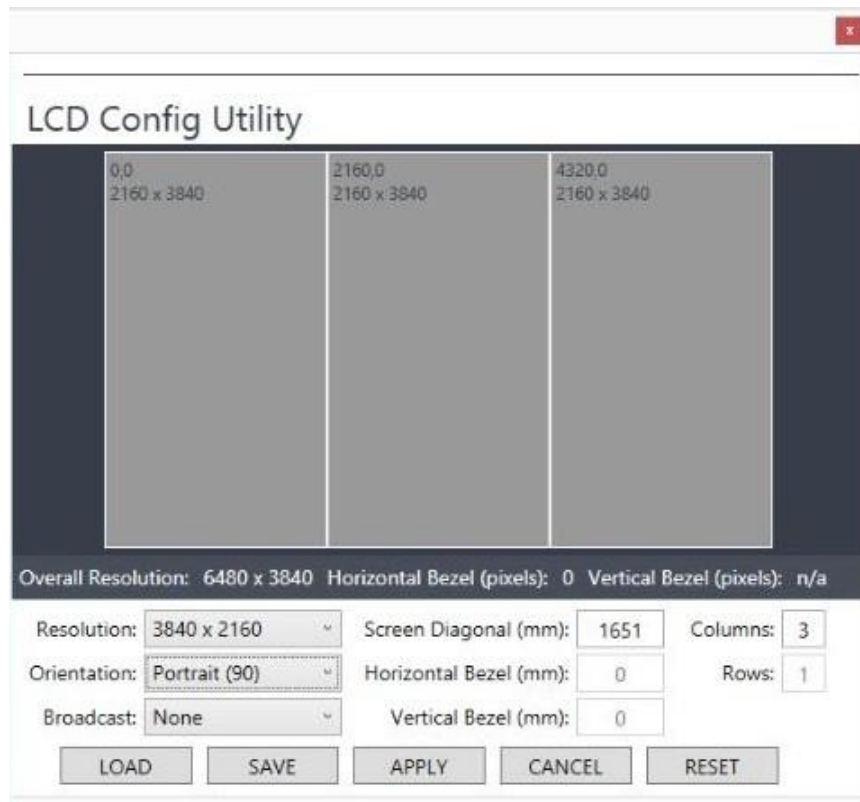 x
LCD Config Utility
0,0 2160,0 4320,0
2160 x 3840 2160 x 3840 2160 x 3840
Overall Resolution: 6480 x 3840 Horizontal Bezel (pixels): 0 Vertical Bezel (pixels): n/a
Resolution: 3840 x 2160 Screen Diagonal (mm): 1651 Columns: 3
Orientation: Portrait (90) Horizontal Bezel (mm): 0 Rows: 1
Broadcast: None Vertical Bezel (mm): 0
LOAD SAVE APPLY CANCEL RESET